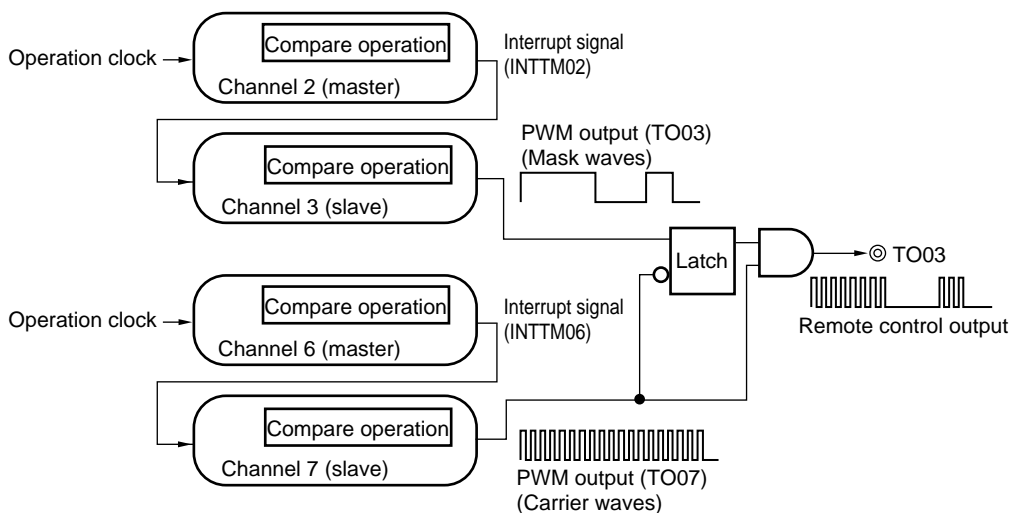 Compare operation
Operation clock
Channel 2 (master)
Interrupt signal
(INTTM02)
Compare operation
Channel 3 (slave)
PWM output (TO03)
(Mask waves)
Latch
TO03
Remote control output
Compare operation
Operation clock
Channel 6 (master)
Interrupt signal
(INTTM06)
Compare operation
Channel 7 (slave)
PWM output (TO07)
(Carrier waves)